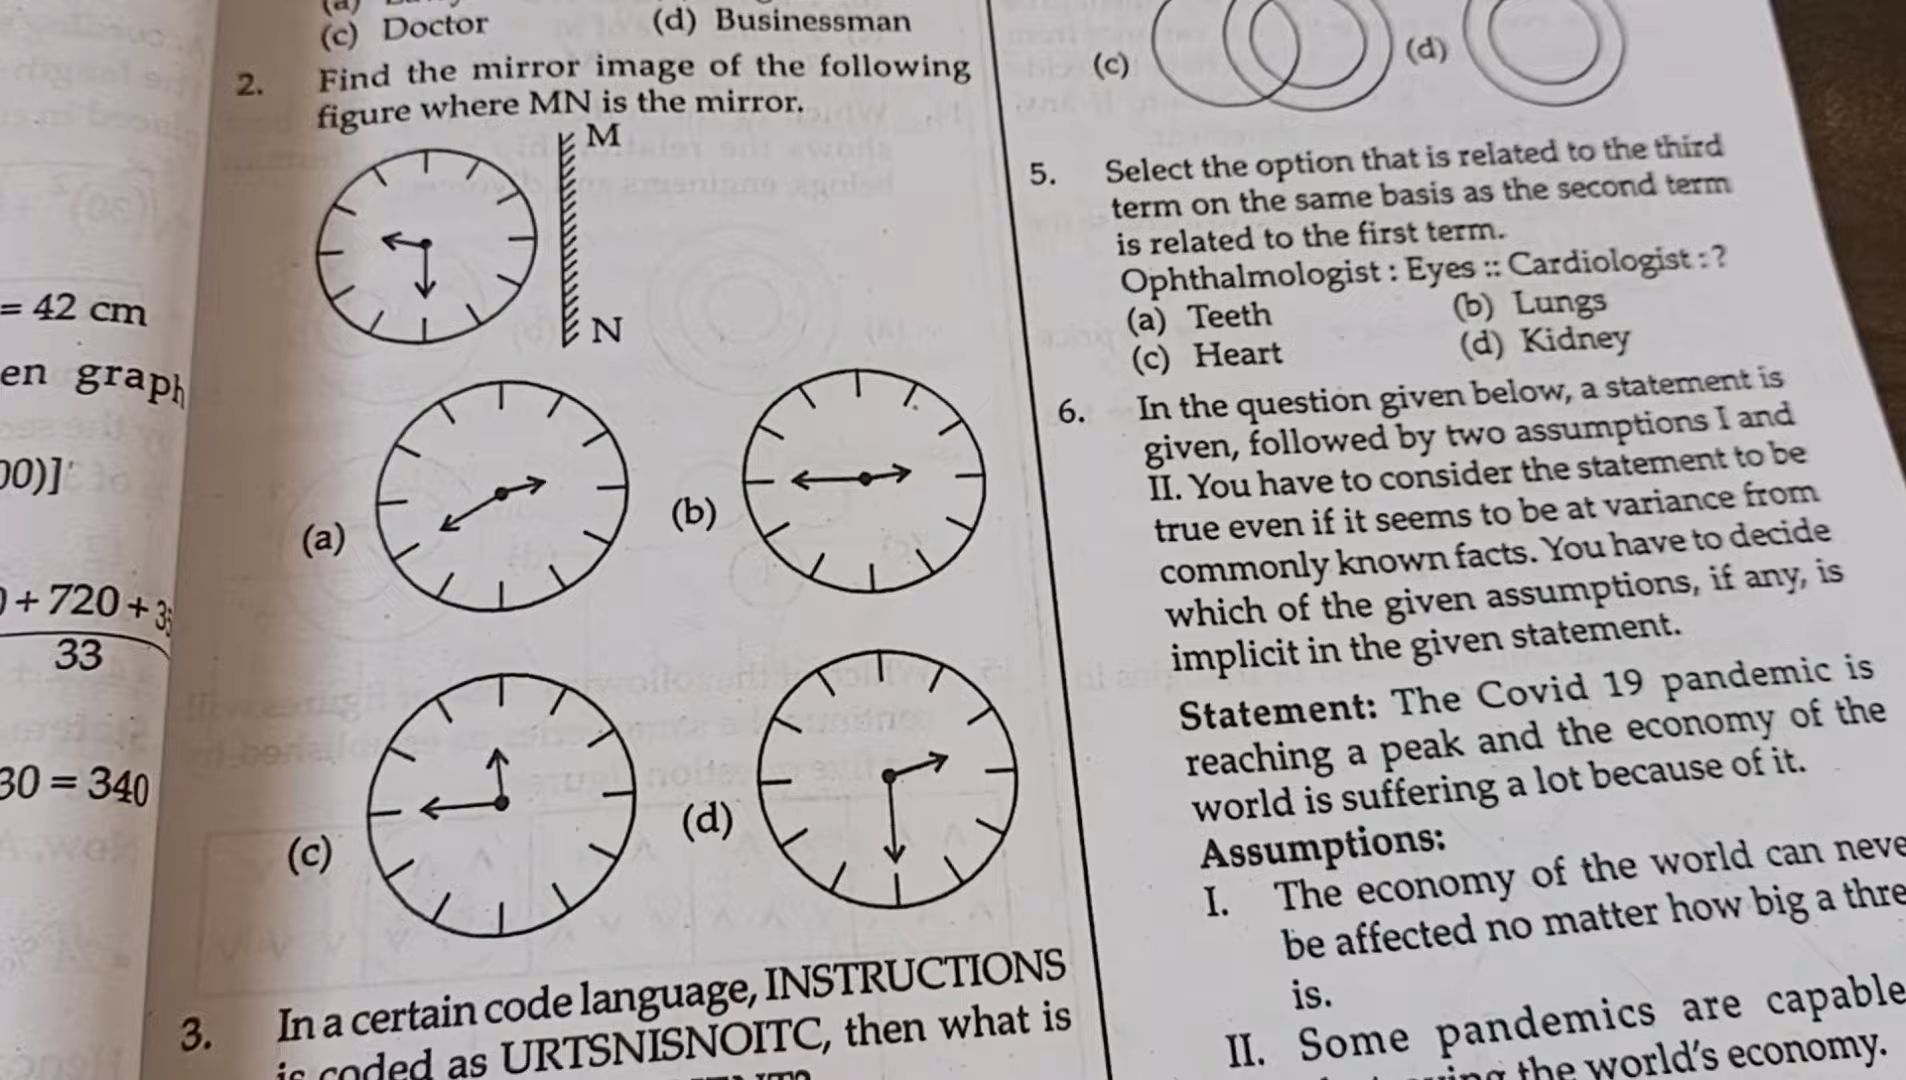 = 42 cm
en graph
00)]
) + 720 + 3
33
30 = 340
(c) Doctor (d) Businessman
2. Find the mirror image of the following
figure where MN is the mirror.
M
N
(a)
(b)
(c)
(d)
3. In a certain code language, INSTRUCTIONS
is coded as URTSNISNOITC, then what is
(c)
(d)
5. Select the option that is related to the third
term on the same basis as the second term
is related to the first term.
Ophthalmologist : Eyes :: Cardiologist : ?
(a) Teeth (b) Lungs
(c) Heart (d) Kidney
6. In the question given below, a statement is
given, followed by two assumptions I and
II. You have to consider the statement to be
true even if it seems to be at variance from
commonly known facts. You have to decide
which of the given assumptions, if any, is
implicit in the given statement.
Statement: The Covid 19 pandemic is
reaching a peak and the economy of the
world is suffering a lot because of it.
Assumptions:
I. The economy of the world can neve
be affected no matter how big a thre
is.
II. Some pandemics are capable
the world's economy.